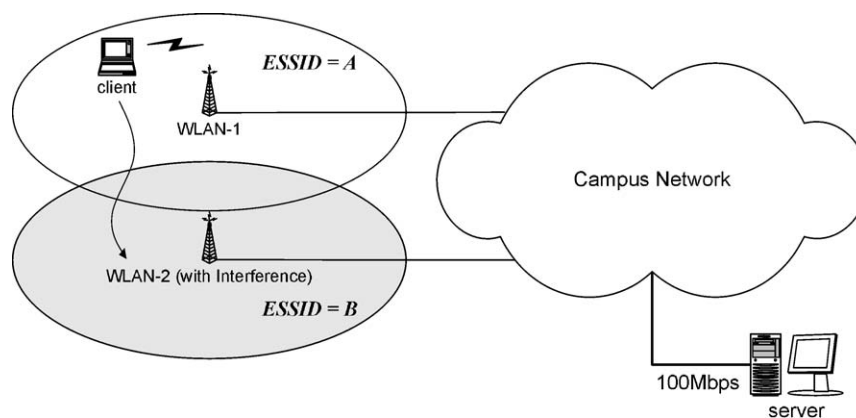 client
ESSID = A
WLAN-1
Campus Network
WLAN-2 (with Interference)
ESSID = B
100Mbps
server